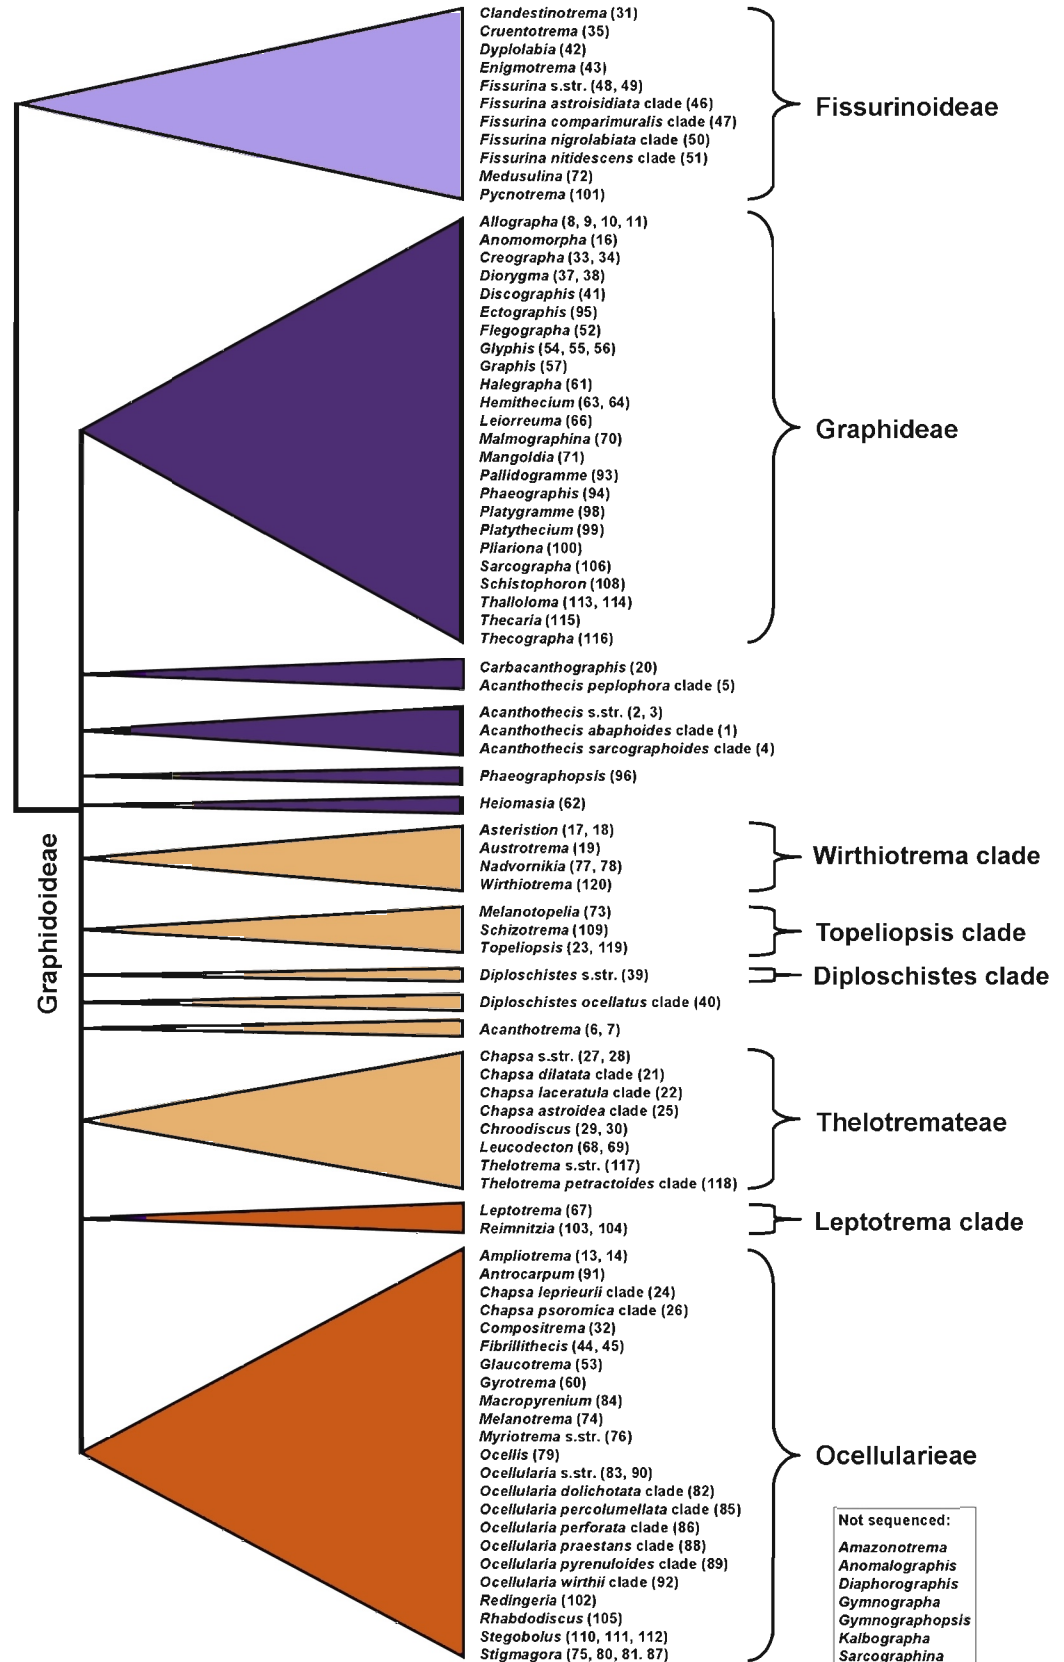 Clandestinotrema (31)
Cruentotrema (35)
Dyplolabia (42)
Enigmotrema (43)
Fissurina s.str. (48, 49)
Fissurina astroisidiata clade (46)
Fissurina comparimuralis clade (47)
Fissurina nigrolabiata clade (50)
Fissurina nitidescens clade (51)
Medusulina (72)
Pycnotrema (101)
Fissurinoideae
Allographa (8, 9, 10, 11)
Anomomorpha (16)
Creographa (33, 34)
Diorygma (37, 38)
Discographis (41)
Ectographis (95)
Flegographa (52)
Glyphis (54, 55, 56)
Graphis (57)
Halegrapha (61)
Hemithecium (63, 64)
Leiorreuma (66)
Malmographina (70)
Mangoldia (71)
Pallidogramme (93)
Phaeographis (94)
Platygramme (98)
Platythecium (99)
Pliariona (100)
Sarcographa (106)
Schistophoron (108)
Thalloloma (113, 114)
Thecaria (115)
Thecographa (116)
Graphideae
Carbacanthographis (20)
Acanthothecis peplophora clade (5)
Acanthothecis s.str. (2, 3)
Acanthothecis abaphoides clade (1)
Acanthothecis sarcographoides clade (4)
Phaeographopsis (96)
Heiomasia (62)
Graphidoideae
Asteristion (17, 18)
Austrotrema (19)
Nadvornikia (77, 78)
Wirthiotrema (120)
Wirthiotrema clade
Melanotopelia (73)
Schizotrema (109)
Topeliopsis (23, 119)
Topeliopsis clade
Diploschistes s.str. (39)
Diploschistes clade
Diploschistes ocellatus clade (40)
Acanthotrema (6, 7)
Chapsa s.str. (27, 28)
Chapsa dilatata clade (21)
Chapsa laceratula clade (22)
Chapsa astroidea clade (25)
Chroodiscus (29, 30)
Leucodecton (68, 69)
Thelotrema s.str. (117)
Thelotrema petractoides clade (118)
Thelotremateae
Leptotrema (67)
Reimnitzia (103, 104)
Leptotrema clade
Ampliotrema (13, 14)
Antrocarpum (91)
Chapsa leprieurii clade (24)
Chapsa psoromica clade (26)
Compositrema (32)
Fibrillithecis (44, 45)
Glaucotrema (53)
Gyrotrema (60)
Macropyrenium (84)
Melanotrema (74)
Myriotrema s.str. (76)
Ocellis (79)
Ocellularia s.str. (83, 90)
Ocellularia dolichotata clade (82)
Ocellularia percolumellata clade (85)
Ocellularia perforata clade (86)
Ocellularia praestans clade (88)
Ocellularia pyrenuloides clade (89)
Ocellularia wirthii clade (92)
Redingeria (102)
Rhabdodiscus (105)
Stegobolus (110, 111, 112)
Stigmagora (75, 80, 81. 87)
Ocellularieae
Not sequenced:
Amazonotrema
Anomalographis
Diaphorographis
Gymnographa
Gymnographopsis
Kalbographa
Sarcographina